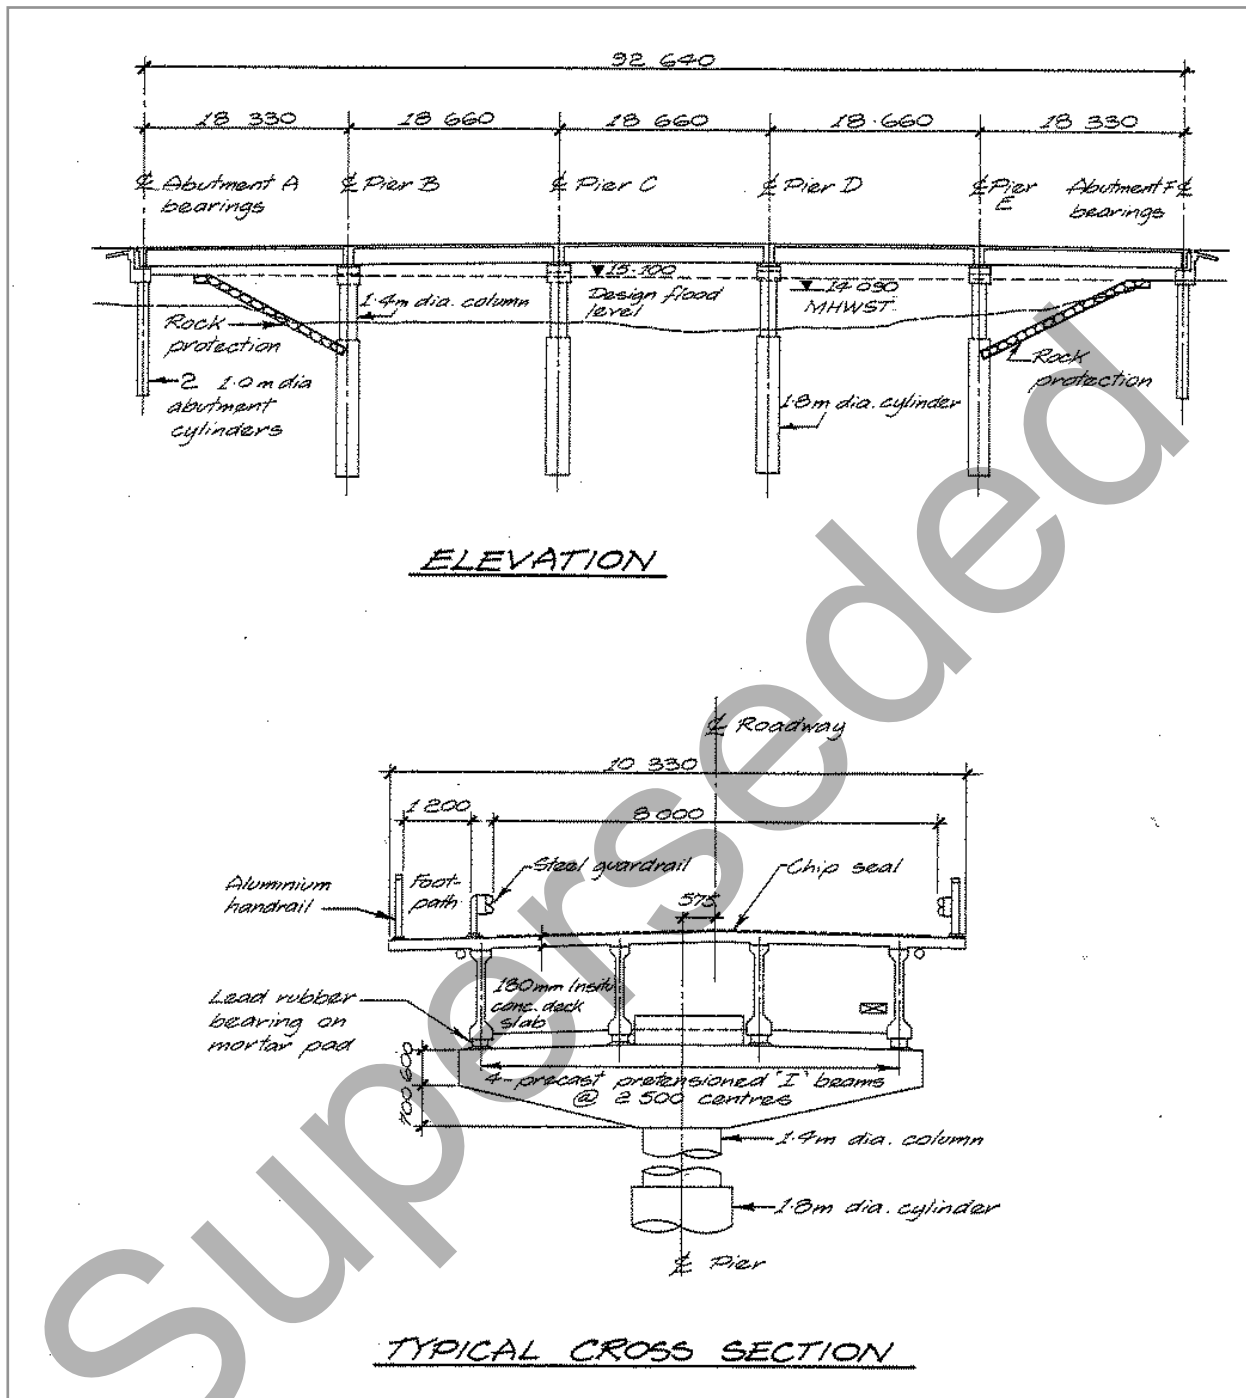 92 640
18 330 18 660 18 660 18·660 18 330
℄ Abutment A
bearings
℄ Pier B
℄ Pier C
℄ Pier D
℄ Pier
E
Abutment F ℄
bearings
15·100
Design flood
level
14·090
MHWST.
1·4m dia. column
Rock
protection
Rock
protection
2 1·0m dia
abutment
cylinders
1·8m dia. cylinder
ELEVATION
℄ Roadway
10 330
1 200
8 000
Steel guardrail
Chip seal
Aluminium
handrail
Foot-
path
575
Lead rubber
bearing on
mortar pad
180mm Insitu
conc. deck
slab
600
700
4- precast pretensioned "I" beams
@ 2 500 centres
1·4m dia. column
1·8m dia. cylinder
℄ Pier
TYPICAL CROSS SECTION
Superseded